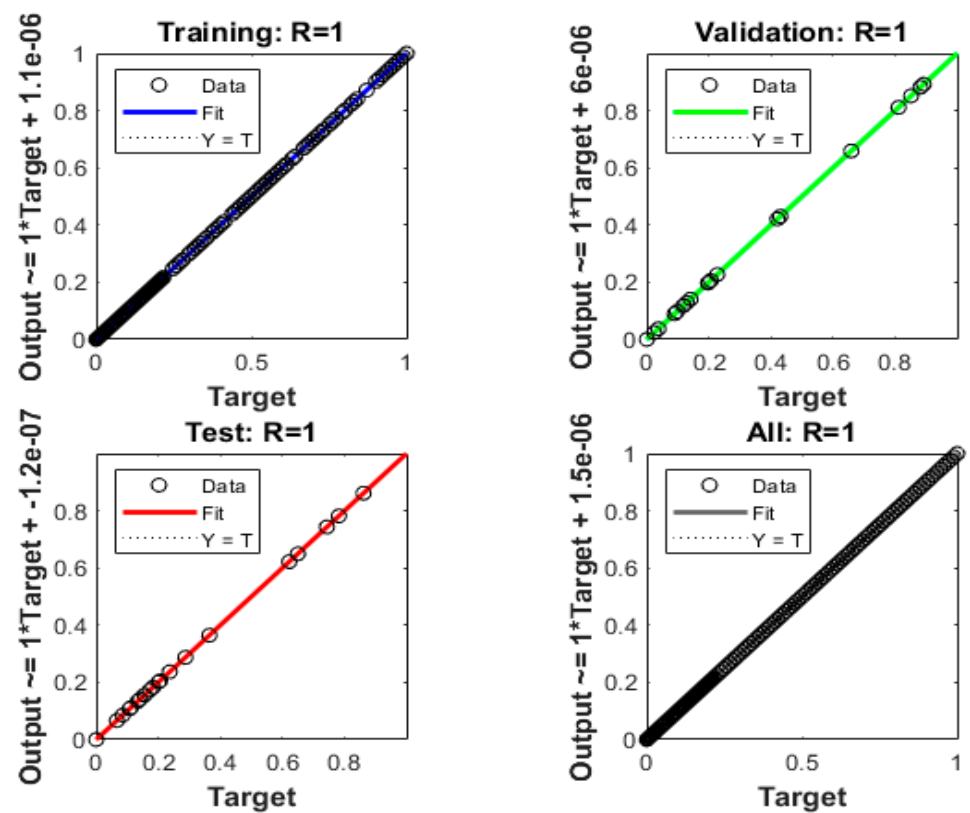 Training: R=1
Output ~= 1*Target + 1.1e-06
1
0.8
0.6
0.4
0.2
0
Data
Fit
Y = T
0
0.5
1
Target
Validation: R=1
Output ~= 1*Target + 6e-06
0.8
0.6
0.4
0.2
0
Data
Fit
Y = T
0
0.2
0.4
0.6
0.8
Target
Test: R=1
Output ~= 1*Target + -1.2e-07
0.8
0.6
0.4
0.2
0
Data
Fit
Y = T
0
0.2
0.4
0.6
0.8
Target
All: R=1
Output ~= 1*Target + 1.5e-06
1
0.8
0.6
0.4
0.2
0
Data
Fit
Y = T
0
0.5
1
Target